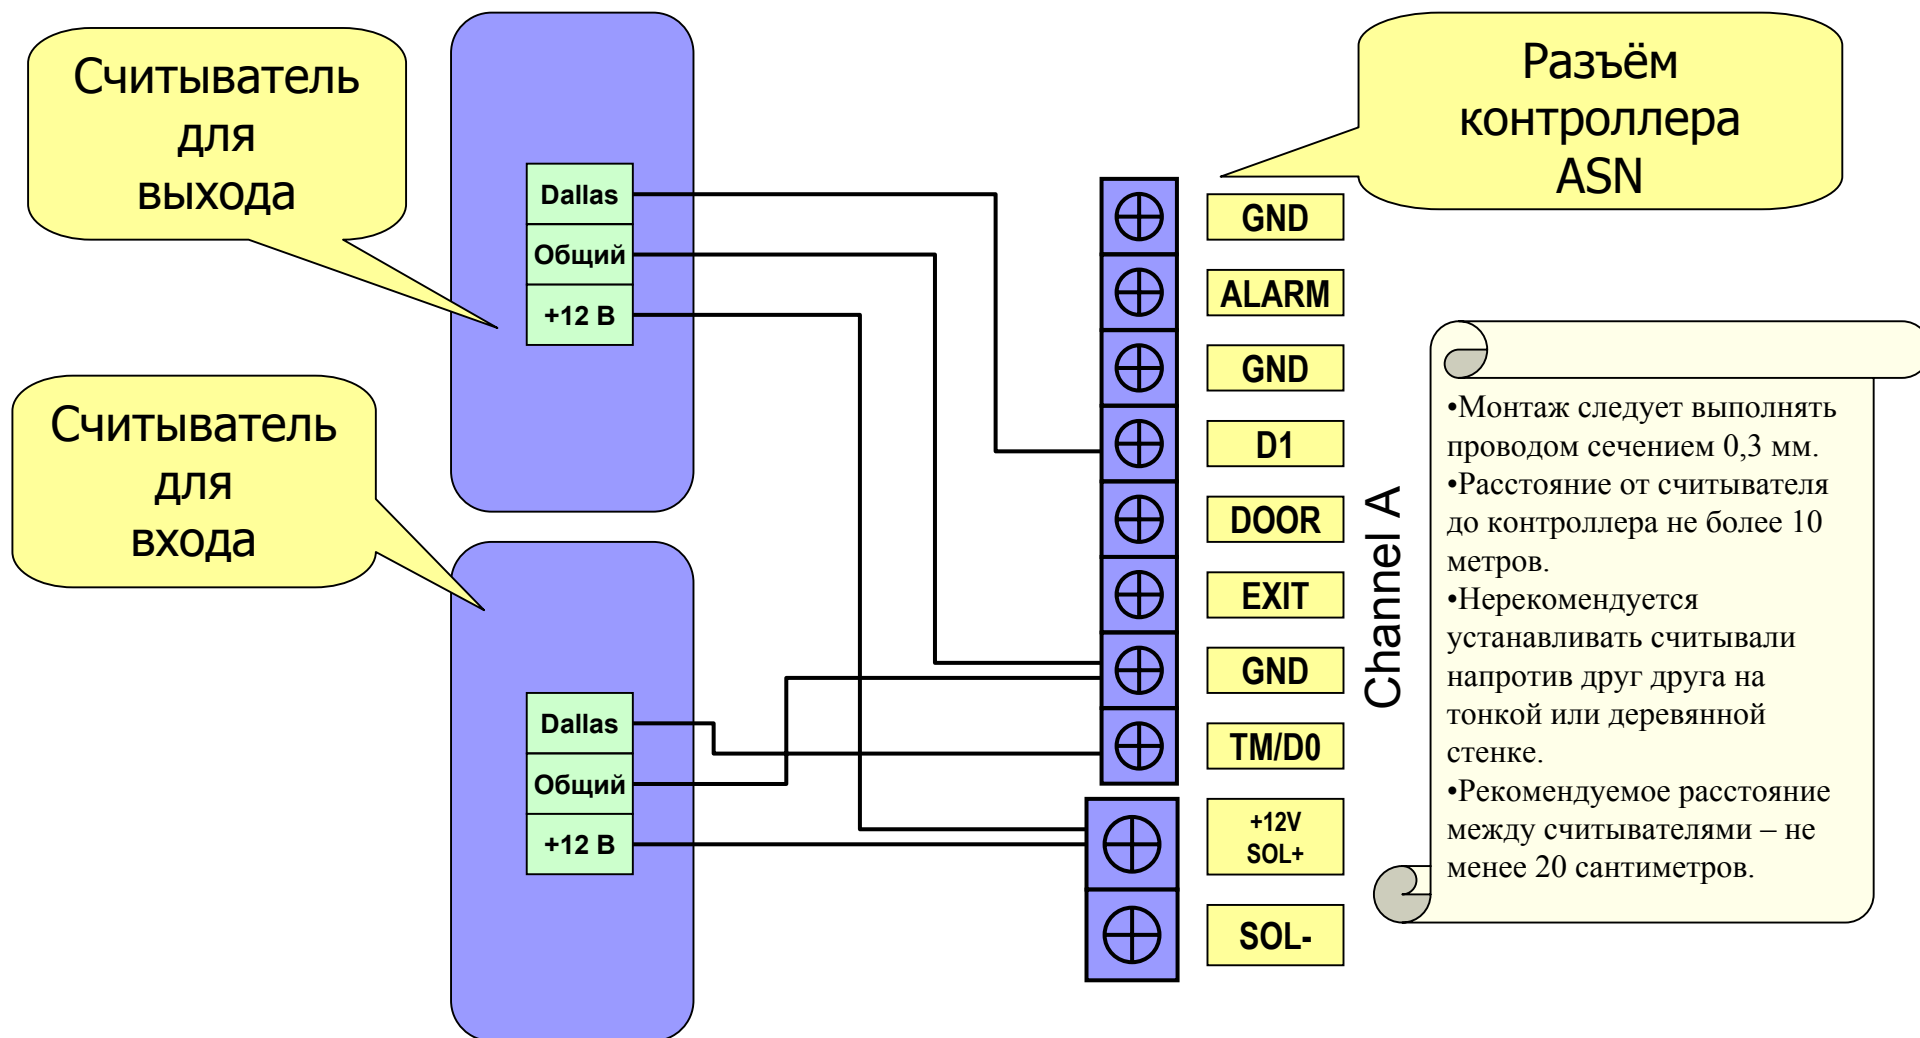 Считыватель
для
выхода
Dallas
Общий
+12 В
Считыватель
для
входа
Dallas
Общий
+12 В
Разъём
контроллера
ASN
GND
ALARM
GND
D1
DOOR
EXIT
GND
TM/D0
+12V
SOL+
SOL-
Channel A
•Монтаж следует выполнять
проводом сечением 0,3 мм.
•Расстояние от считывателя
до контроллера не более 10
метров.
•Нерекомендуется
устанавливать считывали
напротив друг друга на
тонкой или деревянной
стенке.
•Рекомендуемое расстояние
между считывателями – не
менее 20 сантиметров.